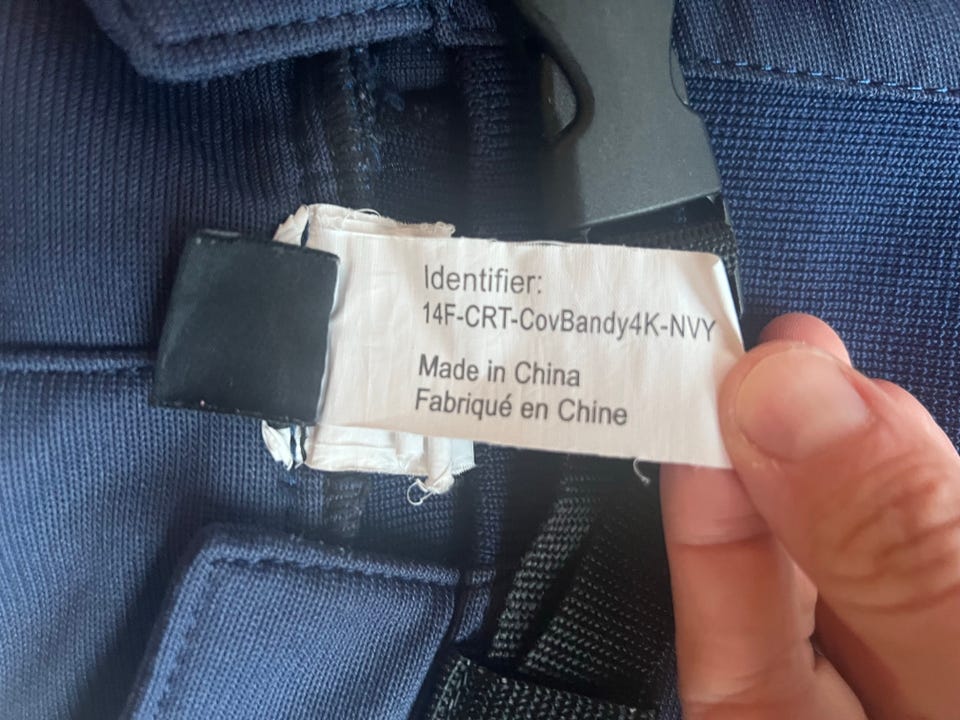 Identifier:
14F-CRT-CovBandy4K-NVY
Made in China
Fabriqué en Chine